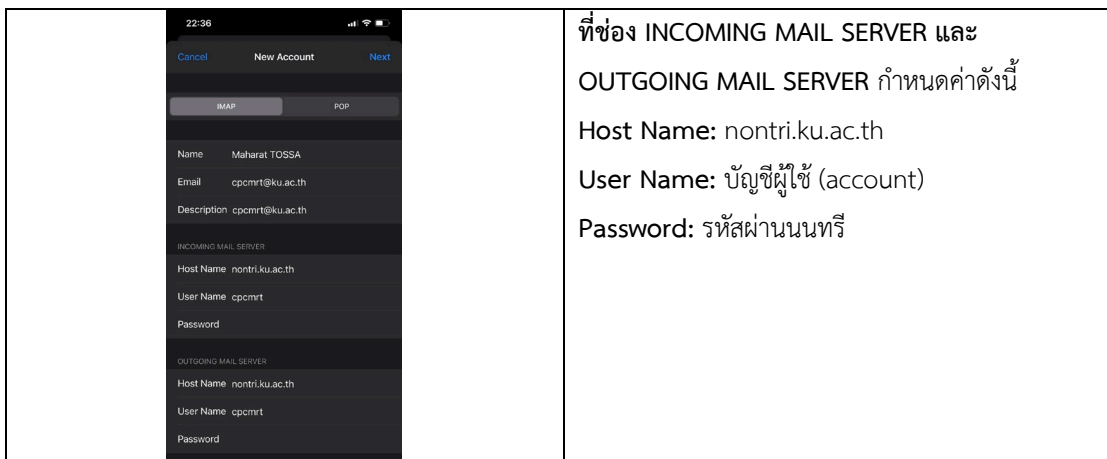 22:36
Cancel New Account Next
IMAP POP
Name Maharat TOSSA
Email cpcmrt@ku.ac.th
Description cpcmrt@ku.ac.th
INCOMING MAIL SERVER
Host Name nontri.ku.ac.th
User Name cpcmrt
Password
OUTGOING MAIL SERVER
Host Name nontri.ku.ac.th
User Name cpcmrt
Password
ที่ช่อง INCOMING MAIL SERVER และ
OUTGOING MAIL SERVER กำหนดค่าดังนี้
Host Name: nontri.ku.ac.th
User Name: บัญชีผู้ใช้ (account)
Password: รหัสผ่านนนทรี